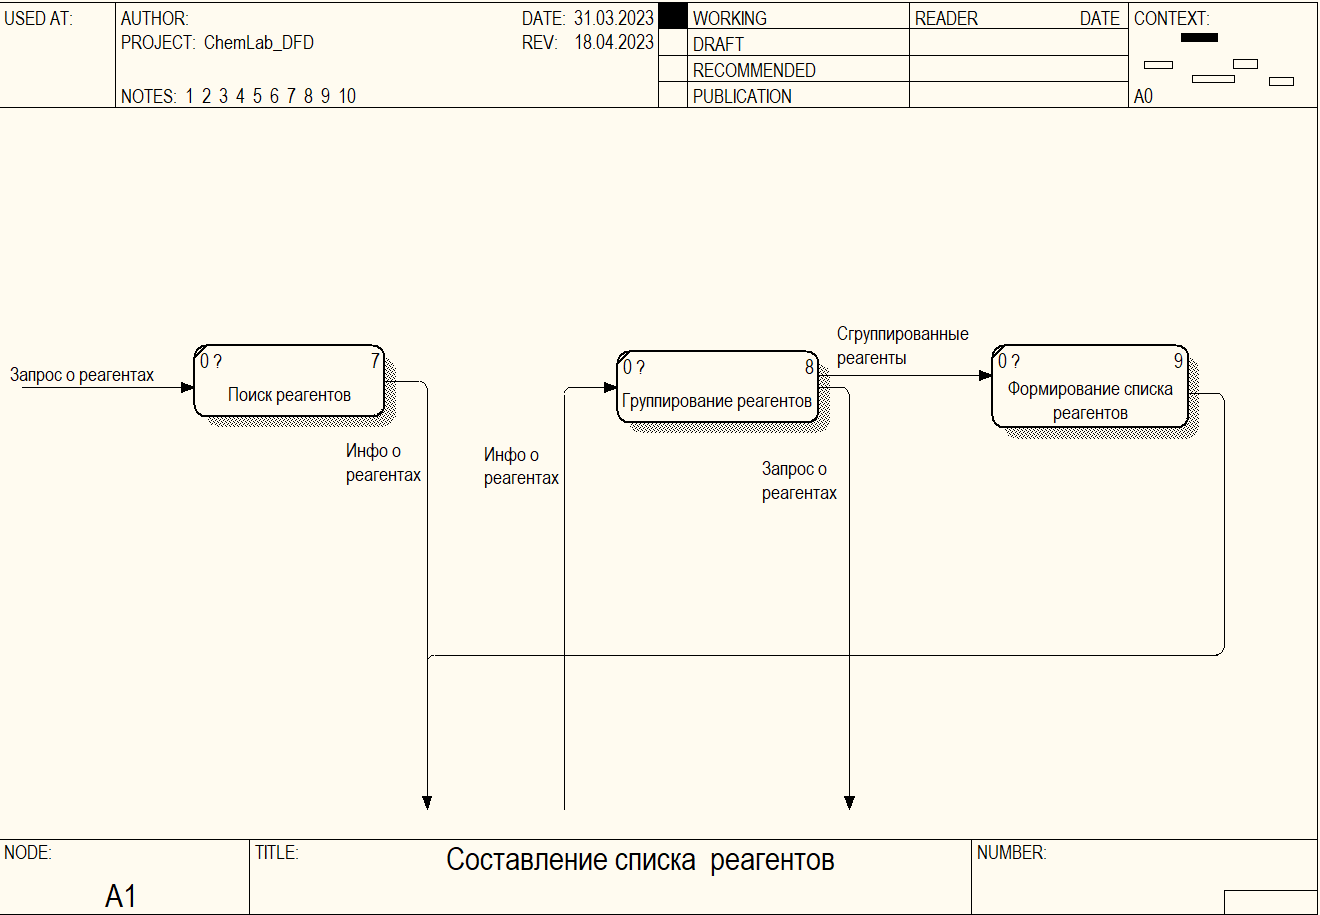 USED AT:
AUTHOR:
DATE: 31.03.2023
WORKING
READER DATE
CONTEXT:
PROJECT: ChemLab_DFD
REV: 18.04.2023
DRAFT
RECOMMENDED
NOTES: 1 2 3 4 5 6 7 8 9 10
PUBLICATION
A0
Запрос о реагентах
0 ? 7
Поиск реагентов
Инфо о
реагентах
Инфо о
реагентах
0 ? 8
Группирование реагентов
Запрос о
реагентах
Сгруппированные
реагенты
0 ? 9
Формирование списка
реагентов
NODE:
A1
TITLE:
Составление списка реагентов
NUMBER: